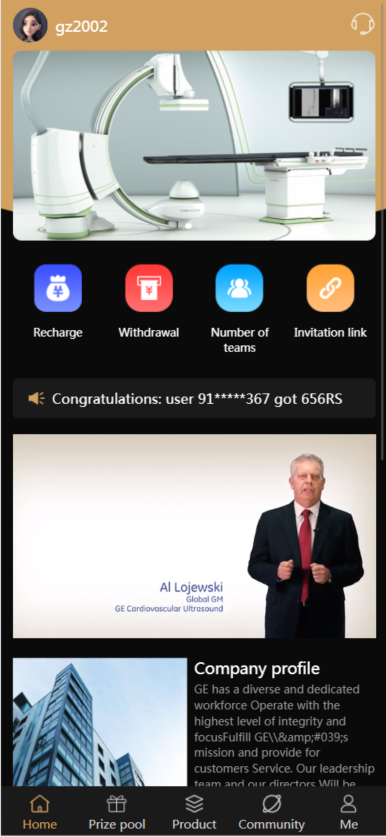 gz2002
Recharge
Withdrawal
Number of
teams
Invitation link
Congratulations: user 91*****367 got 656RS
Al Lojewski
Global GM
GE Cardiovascular Ultrasound
Company profile
GE has a diverse and dedicated
workforce Operate with the
highest level of integrity and
focusFulfill GE\\&amp;#039;s
mission and provide for
customers Service. Our leadership
team and our directors Will be
Home
Prize pool
Product
Community
Me